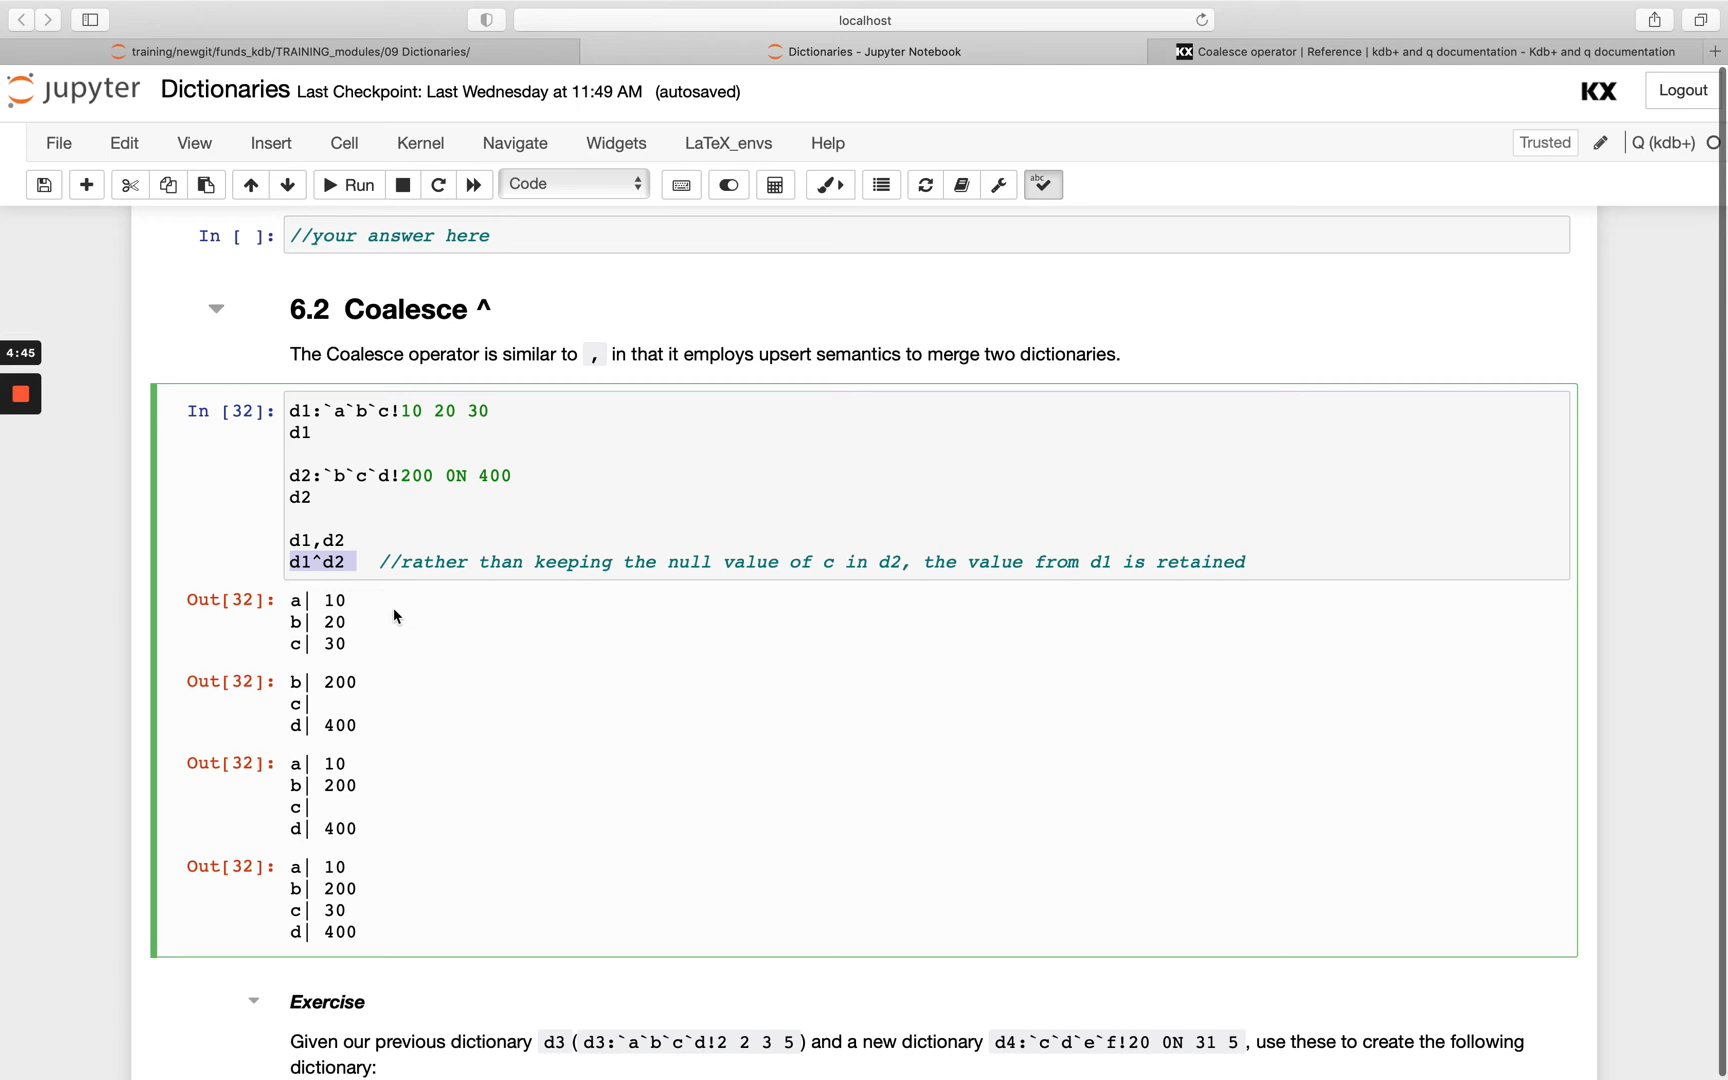 localhost
training/newgit/funds_kdb/TRAINING_modules/09 Dictionaries/
Dictionaries - Jupyter Notebook
KX Coalesce operator | Reference | kdb+ and q documentation - Kdb+ and q documentation
jupyter Dictionaries Last Checkpoint: Last Wednesday at 11:49 AM (autosaved)
KX
Logout
File Edit View Insert Cell Kernel Navigate Widgets LaTeX_envs Help
Trusted
Q (kdb+)
Run
Code
abc
In [ ]: //your answer here
6.2 Coalesce ^
The Coalesce operator is similar to , in that it employs upsert semantics to merge two dictionaries.
4:45
In [32]: d1:`a`b`c!10 20 30
d1
d2:`b`c`d!200 0N 400
d2
d1,d2
d1^d2 //rather than keeping the null value of c in d2, the value from d1 is retained
Out[32]: a| 10
b| 20
c| 30
Out[32]: b| 200
c|
d| 400
Out[32]: a| 10
b| 200
c|
d| 400
Out[32]: a| 10
b| 200
c| 30
d| 400
Exercise
Given our previous dictionary d3 ( d3:`a`b`c`d!2 2 3 5 ) and a new dictionary d4:`c`d`e`f!20 0N 31 5 , use these to create the following
dictionary: